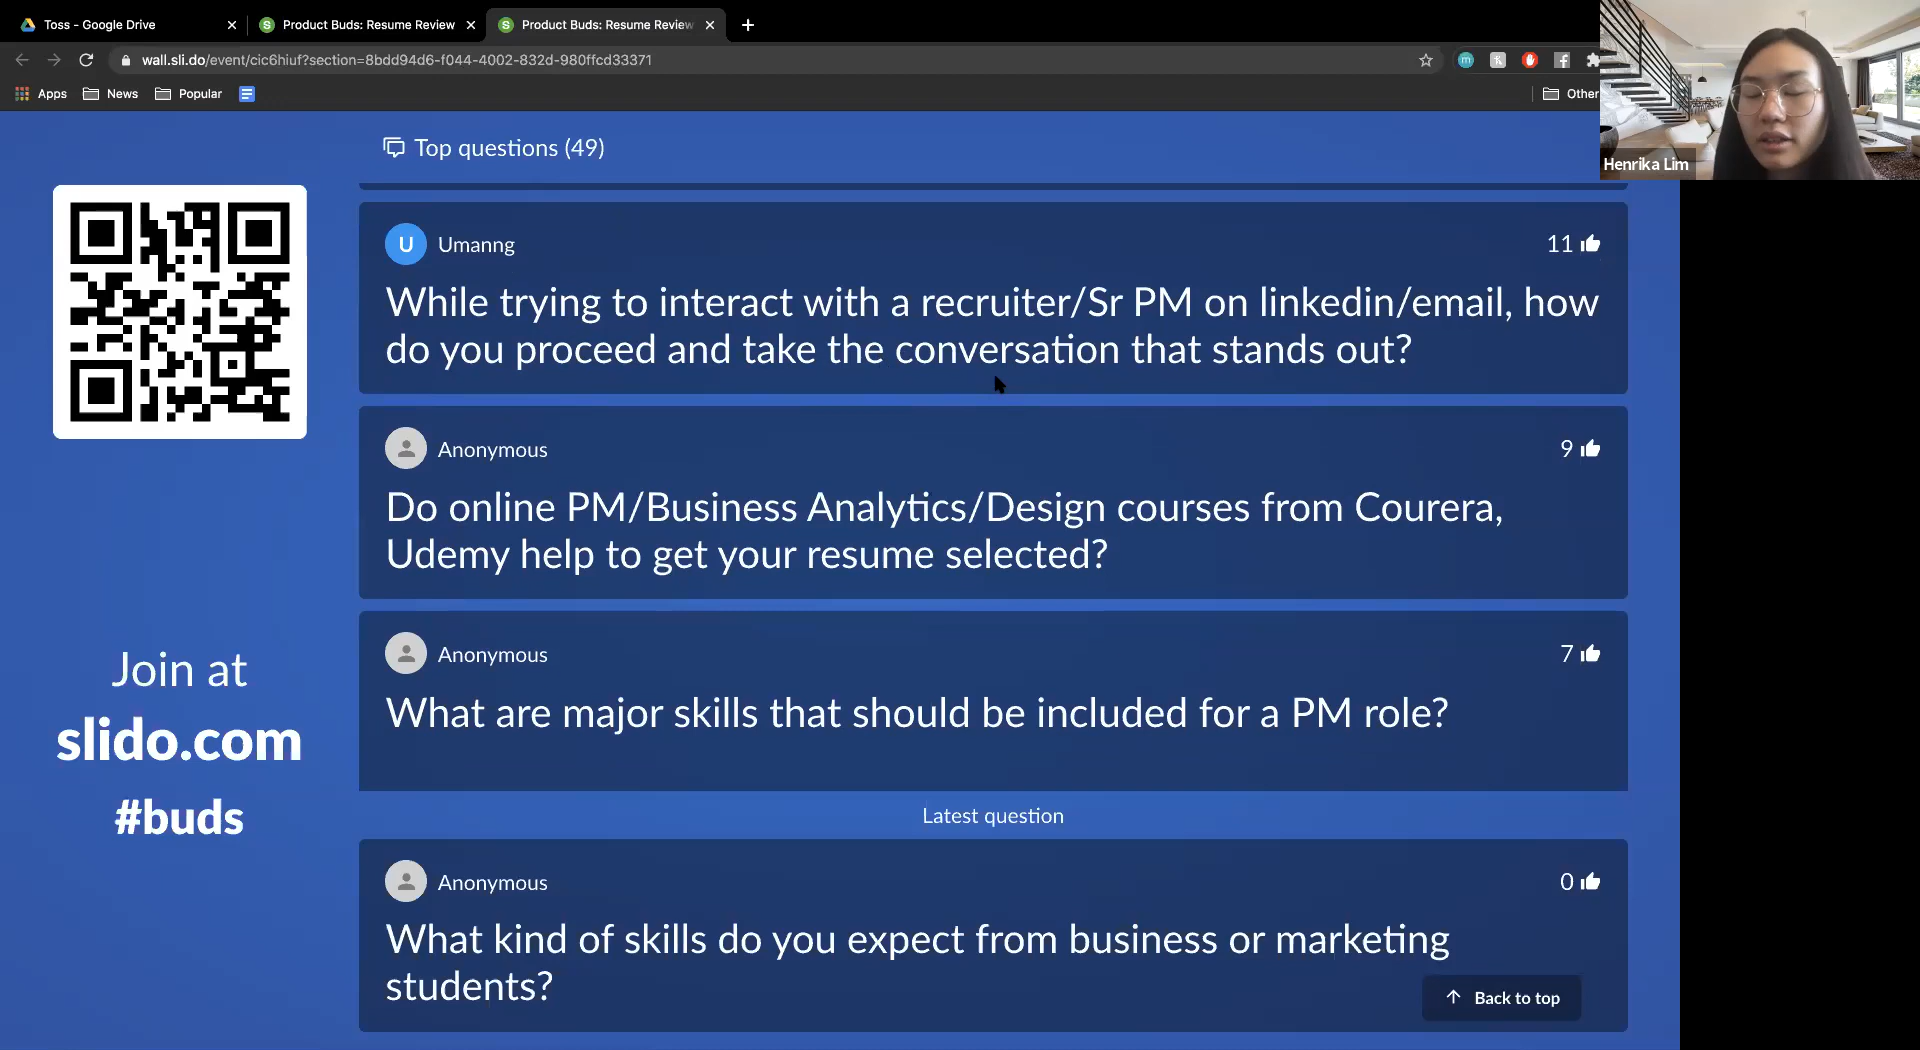 Toss - Google Drive
Product Buds: Resume Review
Product Buds: Resume Review
wall.sli.do/event/cic6hiuf?section=8bdd94d6-f044-4002-832d-980ffcd33371
Apps
News
Popular
Other
Henrika Lim
Top questions (49)
U
Umanng
11
While trying to interact with a recruiter/Sr PM on linkedin/email, how
do you proceed and take the conversation that stands out?
Anonymous
9
Do online PM/Business Analytics/Design courses from Courera,
Udemy help to get your resume selected?
Anonymous
7
What are major skills that should be included for a PM role?
Join at
slido.com
#buds
Latest question
Anonymous
0
What kind of skills do you expect from business or marketing
students?
Back to top